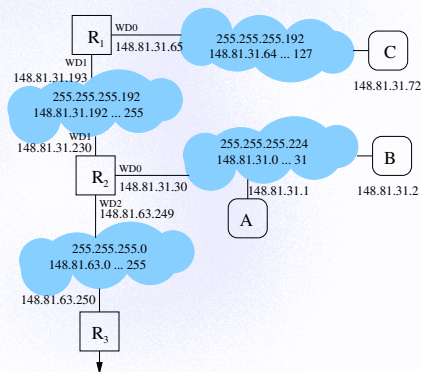 R1
WD0
148.81.31.65
255.255.255.192
148.81.31.64 ... 127
C
148.81.31.72
WD1
148.81.31.193
255.255.255.192
148.81.31.192 ... 255
WD1
148.81.31.230
R2
WD0
148.81.31.30
255.255.255.224
148.81.31.0 ... 31
B
148.81.31.2
148.81.31.1
A
WD2
148.81.63.249
255.255.255.0
148.81.63.0 ... 255
148.81.63.250
R3